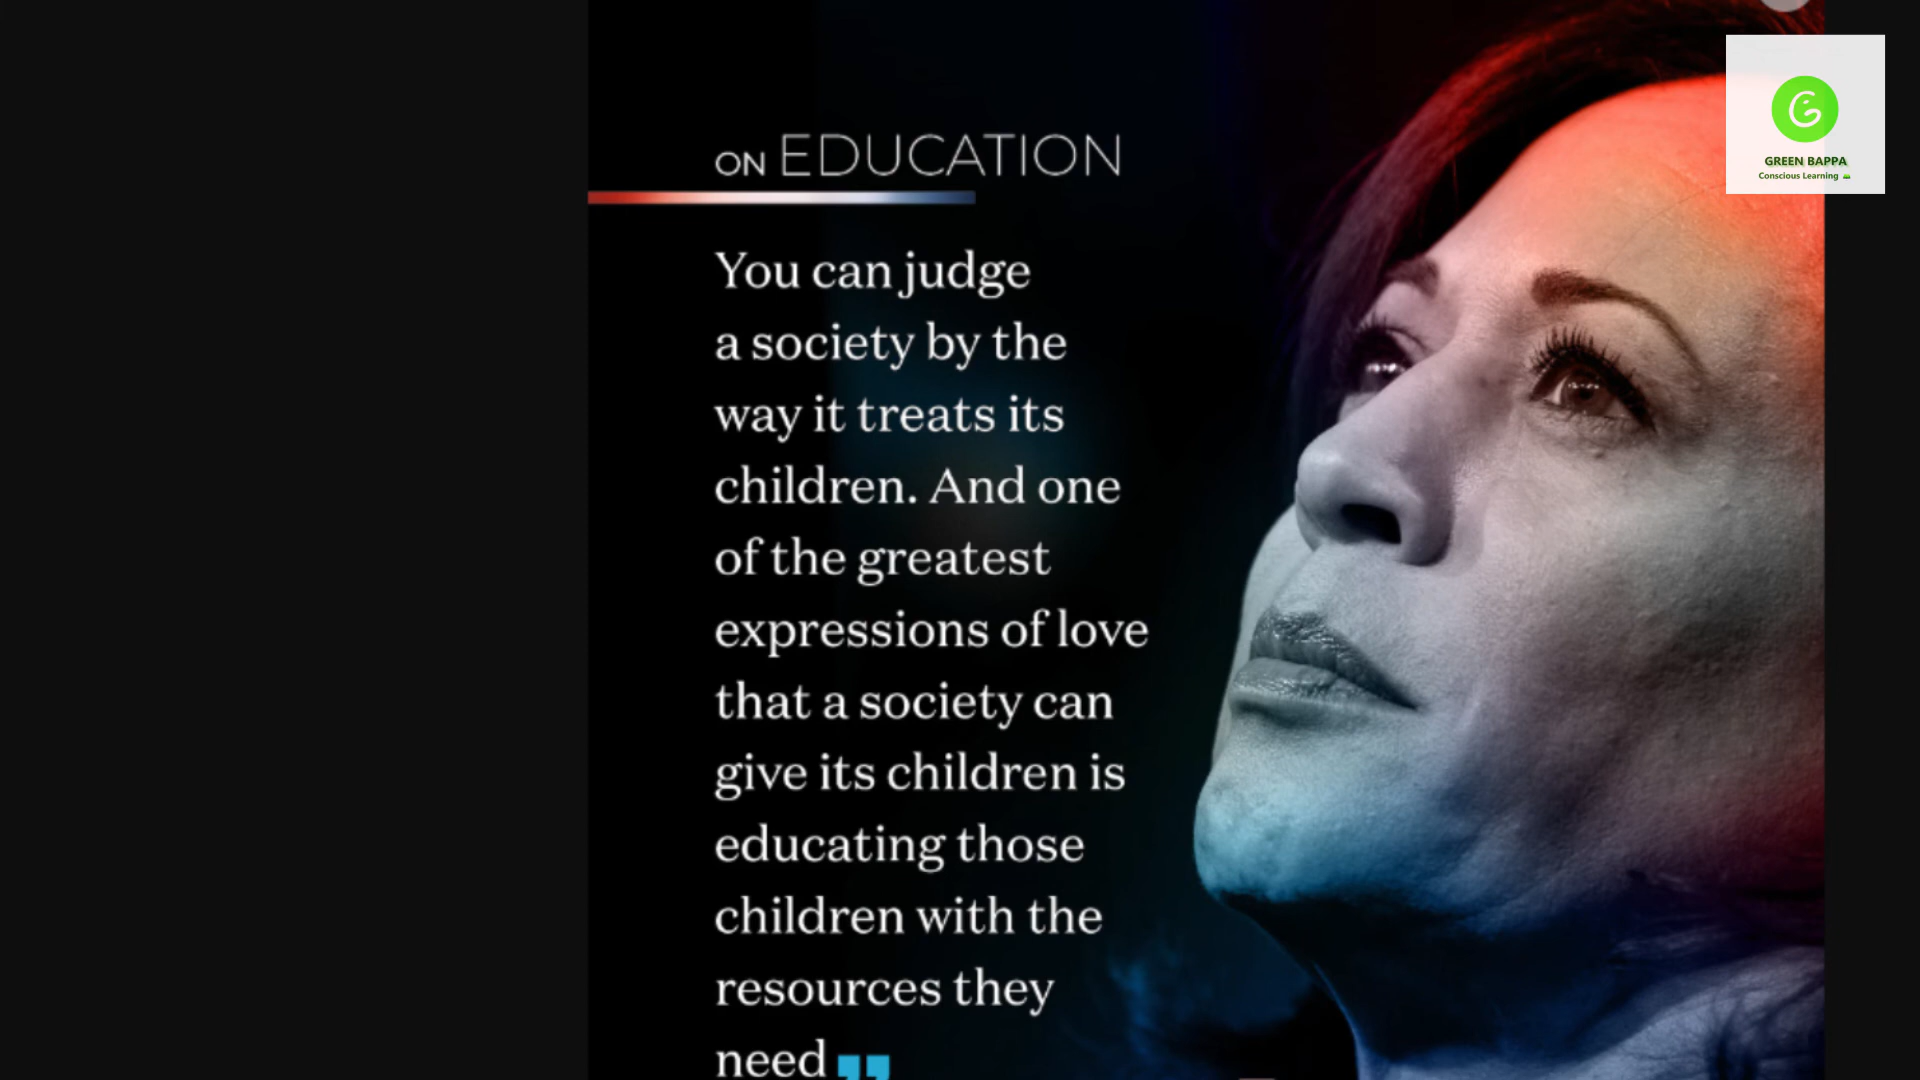 ON EDUCATION
You can judge
a society by the
way it treats its
children. And one
of the greatest
expressions of love
that a society can
give its children is
educating those
children with the
resources they
need ”
GREEN BAPPA
Conscious Learning